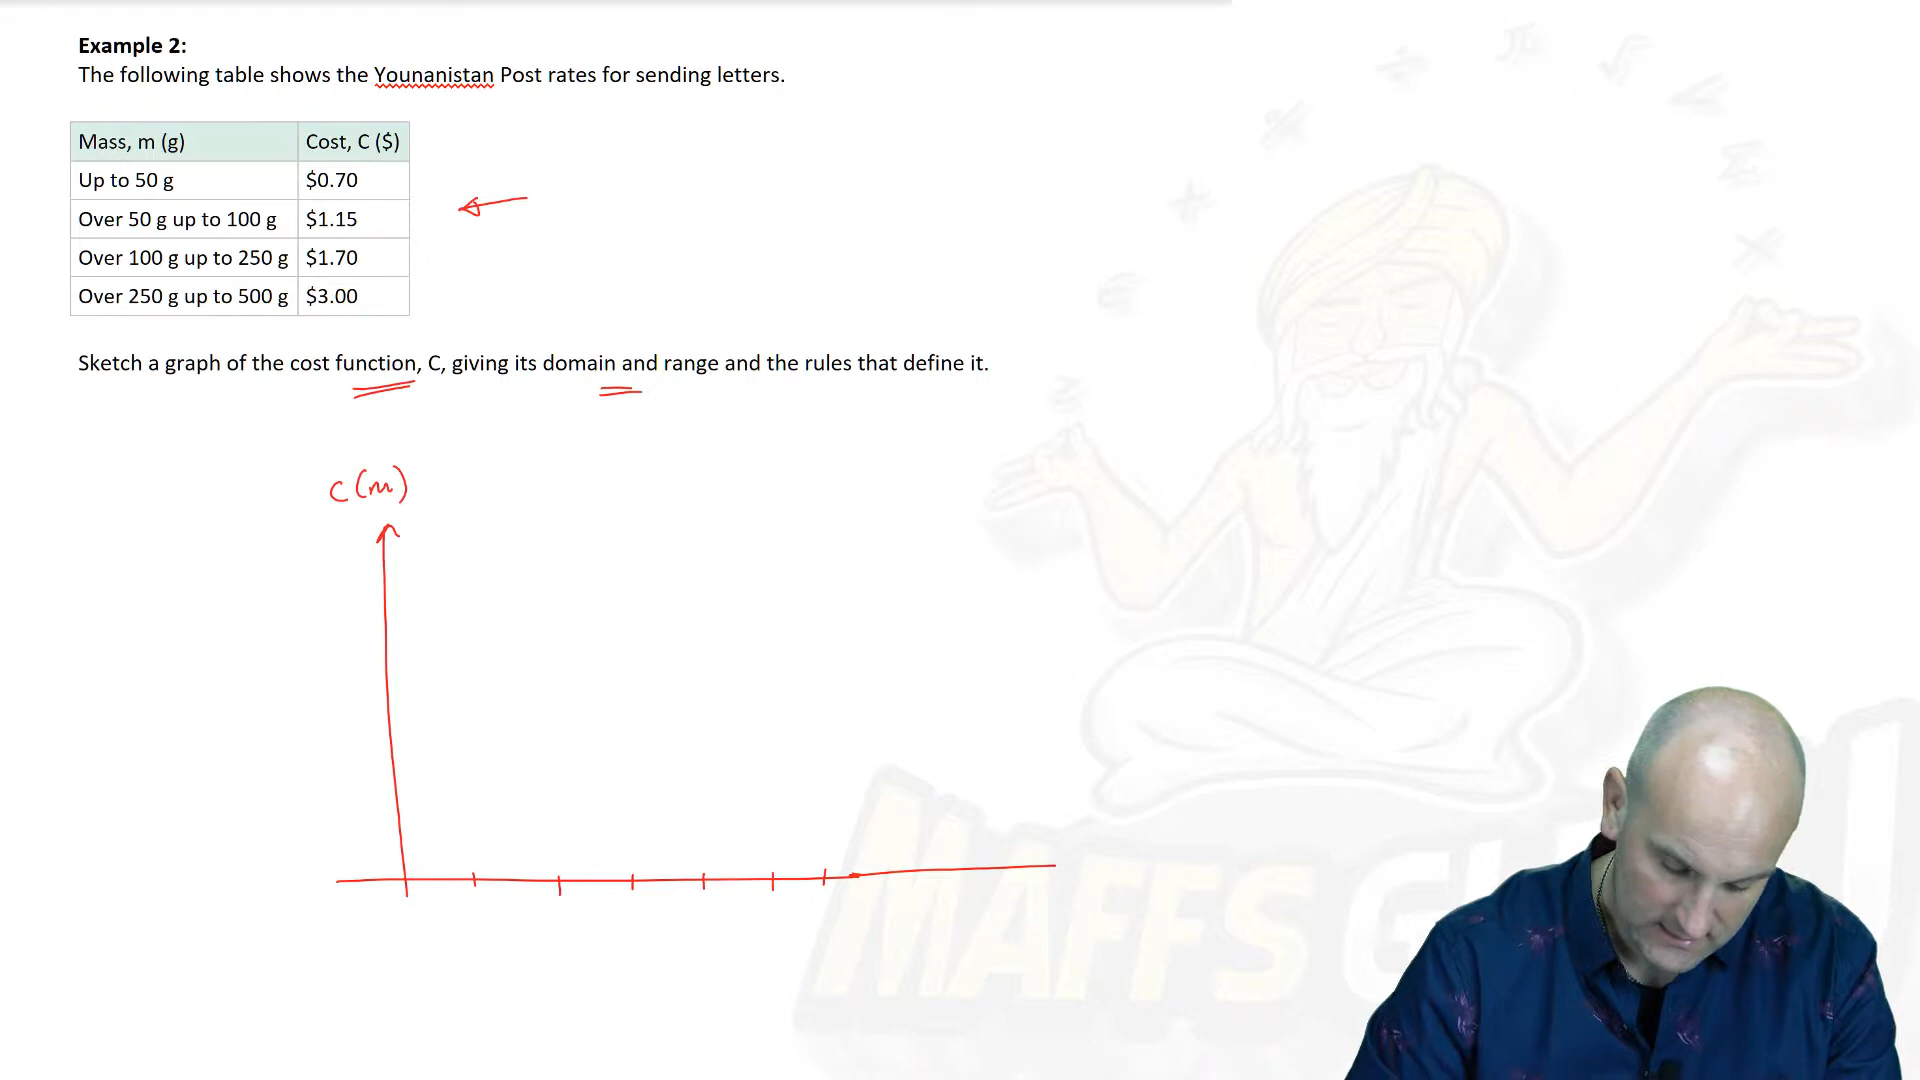 Example 2:
The following table shows the Younanistan Post rates for sending letters.
Mass, m (g) Cost, C ($)
Up to 50 g $0.70
Over 50 g up to 100 g $1.15
Over 100 g up to 250 g $1.70
Over 250 g up to 500 g $3.00
Sketch a graph of the cost function, C, giving its domain and range and the rules that define it.
C(m)
MAFFS G